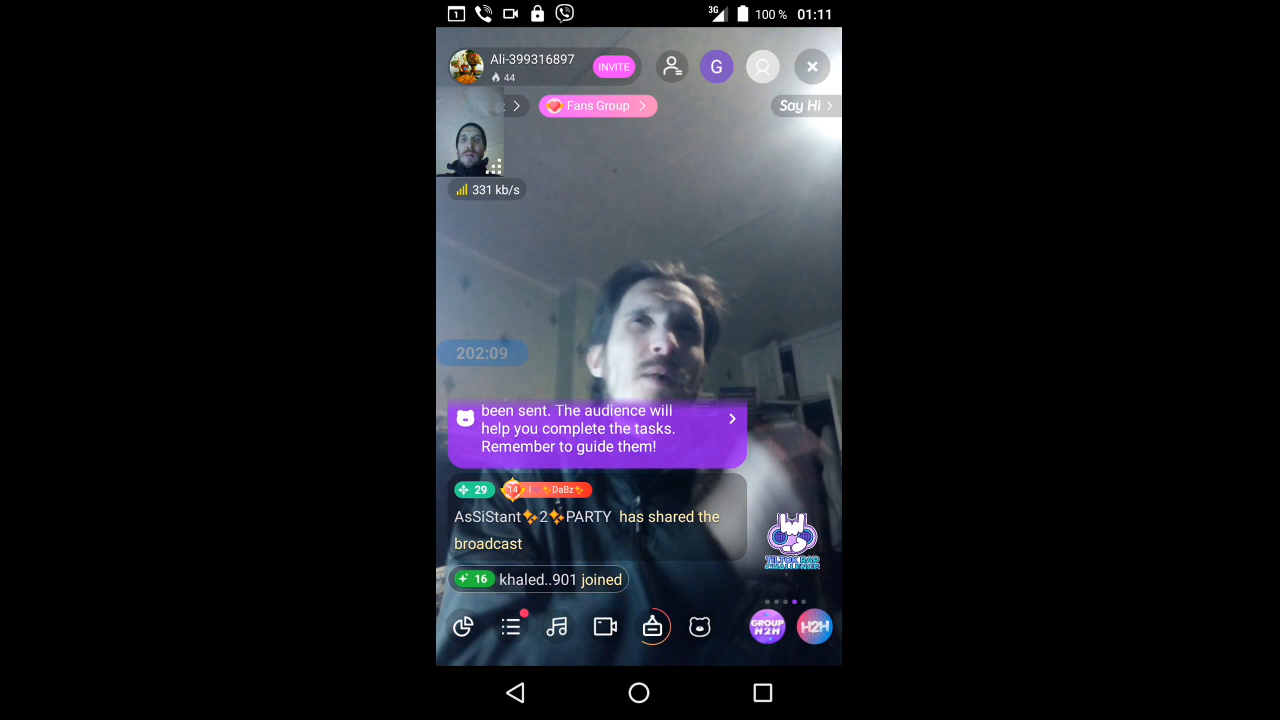 1
3G
100 %
01:11
Ali-399316897
44
INVITE
G
Fans Group
Say Hi
331 kb/s
202:09
been sent. The audience will
help you complete the tasks.
Remember to guide them!
29
14
DaBz
AsSiStant✨2✨PARTY has shared the
broadcast
16 khaled..901 joined
CHALLENGE
GROUP
H2H
H2H